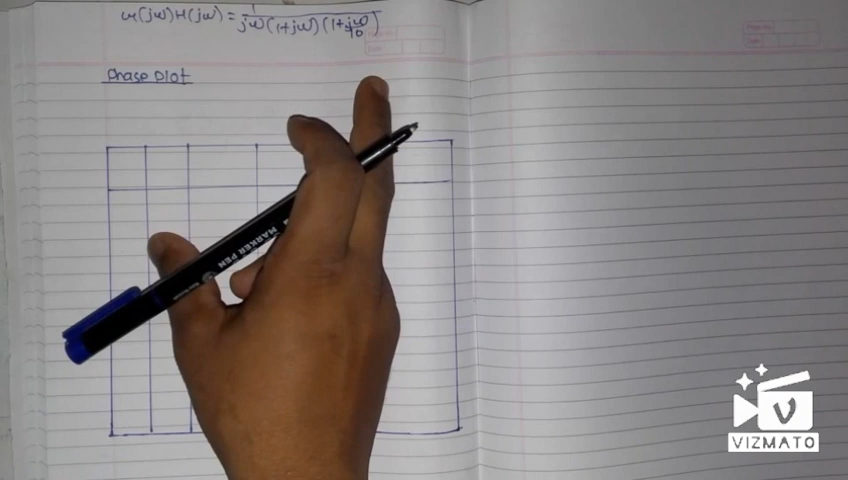 G(jω)H(jω) = 1 / jω(1+jω)(1+jω/10)
Phase Plot
MARKER PEN
VIZMATO